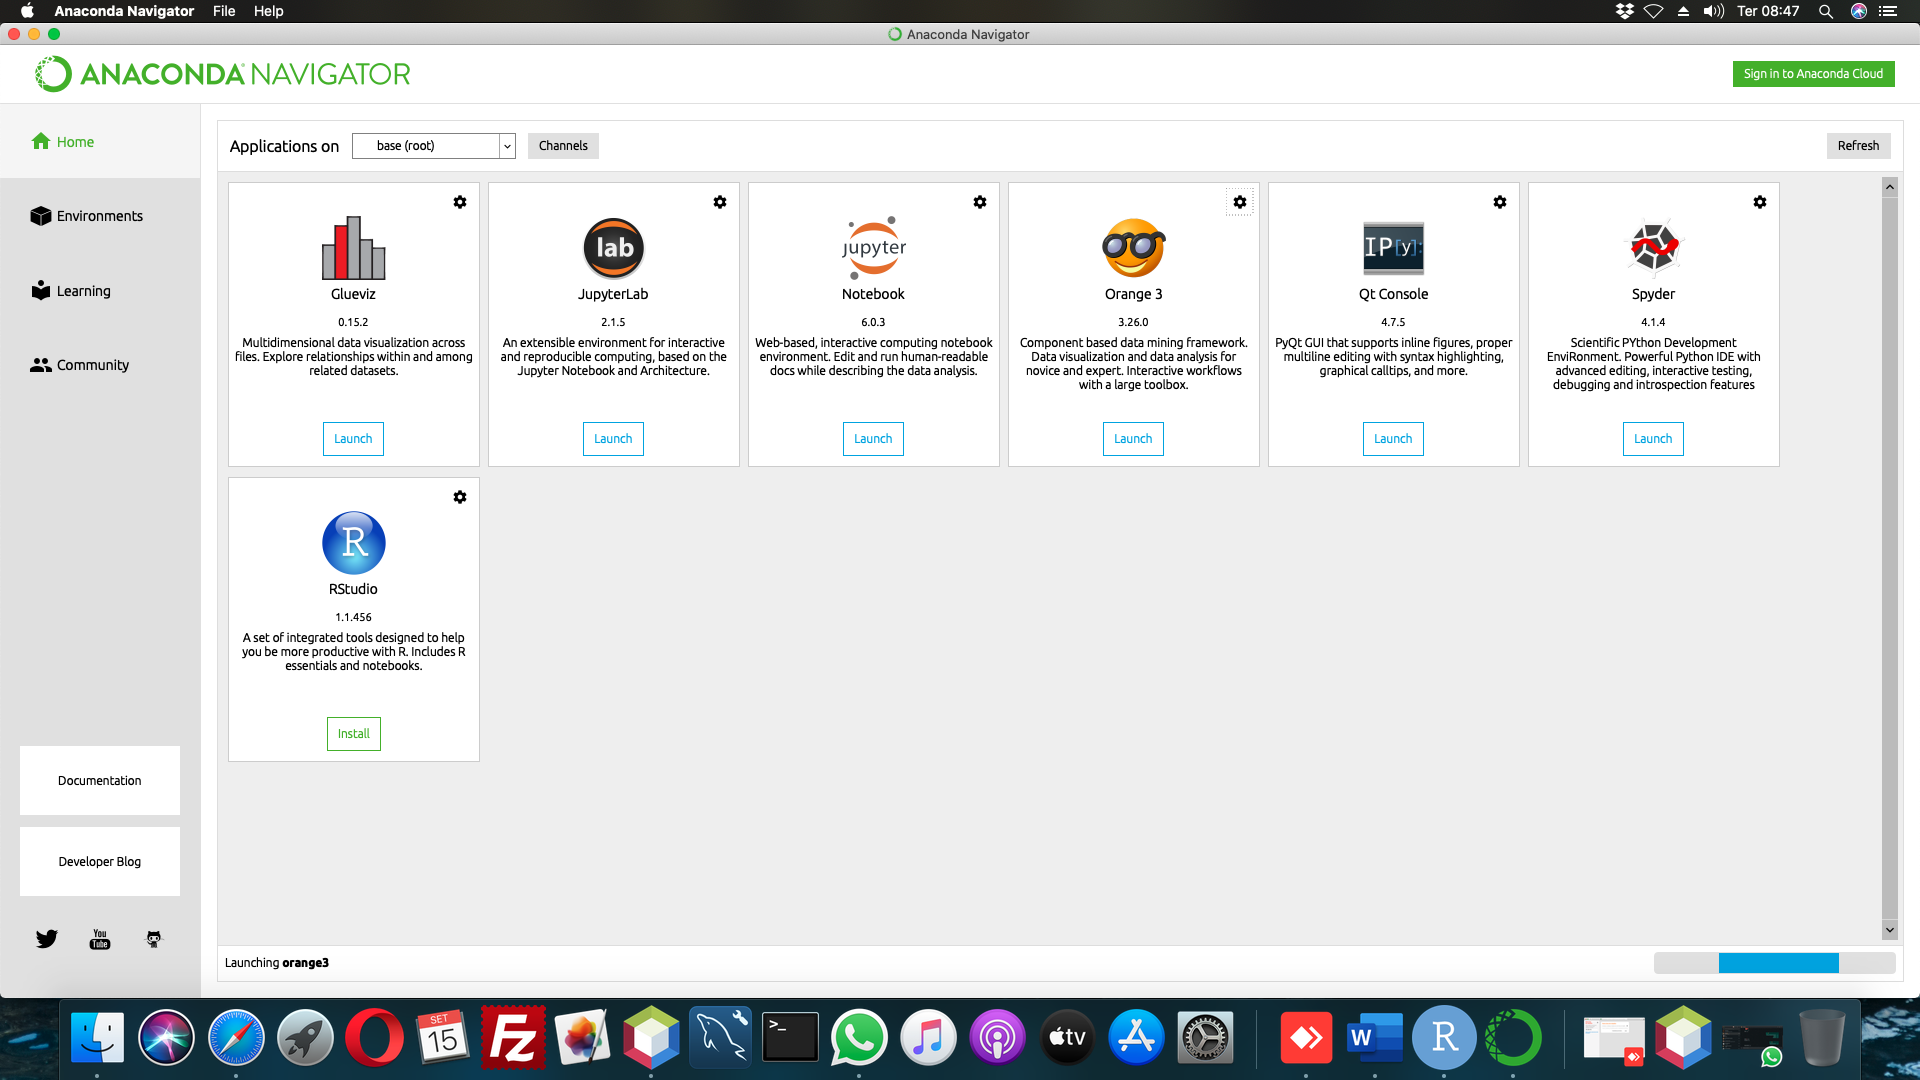 Anaconda Navigator File Help Ter 08:47
Anaconda Navigator
ANACONDA NAVIGATOR Sign in to Anaconda Cloud
Home
Environments
Learning
Community
Documentation
Developer Blog
You
Tube
Applications on base (root) Channels Refresh
Glueviz
0.15.2
Multidimensional data visualization across
files. Explore relationships within and among
related datasets.
Launch
lab
JupyterLab
2.1.5
An extensible environment for interactive
and reproducible computing, based on the
Jupyter Notebook and Architecture.
Launch
jupyter
Notebook
6.0.3
Web-based, interactive computing notebook
environment. Edit and run human-readable
docs while describing the data analysis.
Launch
Orange 3
3.26.0
Component based data mining framework.
Data visualization and data analysis for
novice and expert. Interactive workflows
with a large toolbox.
Launch
IP[y]:
Qt Console
4.7.5
PyQt GUI that supports inline figures, proper
multiline editing with syntax highlighting,
graphical calltips, and more.
Launch
Spyder
4.1.4
Scientific PYthon Development
EnviRonment. Powerful Python IDE with
advanced editing, interactive testing,
debugging and introspection features
Launch
R
RStudio
1.1.456
A set of integrated tools designed to help
you be more productive with R. Includes R
essentials and notebooks.
Install
Launching orange3
SET
15
Fz
>_
tv
W
R